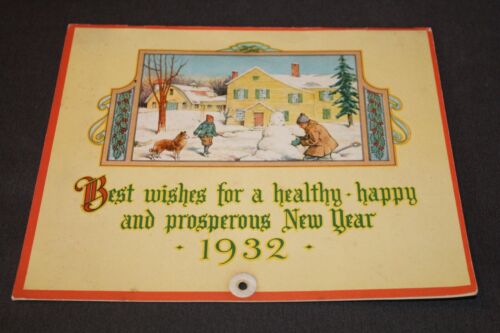 Best wishes for a healthy-happy
and prosperous New Year
· 1932 ·